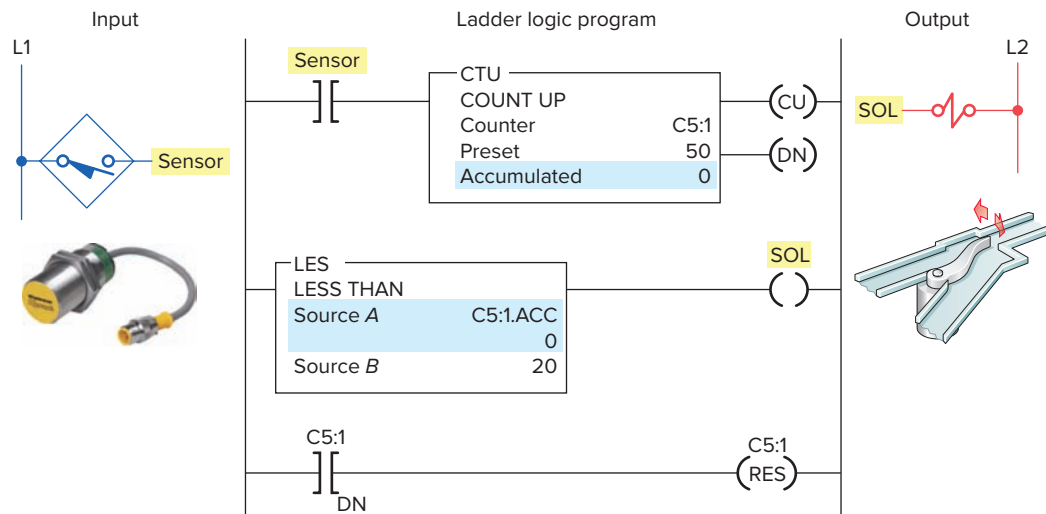 Input
Ladder logic program
Output
L1
L2
Sensor
CTU
COUNT UP
Counter C5:1
Preset 50
Accumulated 0
CU
DN
SOL
Sensor
LES
LESS THAN
Source A C5:1.ACC
0
Source B 20
SOL
C5:1
DN
C5:1
RES